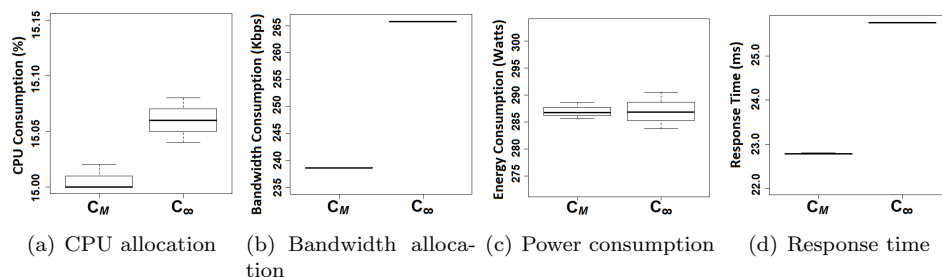 CPU Consumption (%)
15.15
15.10
15.05
15.00
C_M C_∞
(a) CPU allocation
Bandwidth Consumption (Kbps)
265
260
255
250
245
240
235
C_M C_∞
(b) Bandwidth alloca-
tion
Energy Consumption (Watts)
300
295
290
285
280
275
C_M C_∞
(c) Power consumption
Response Time (ms)
25.0
24.0
23.0
22.0
C_M C_∞
(d) Response time